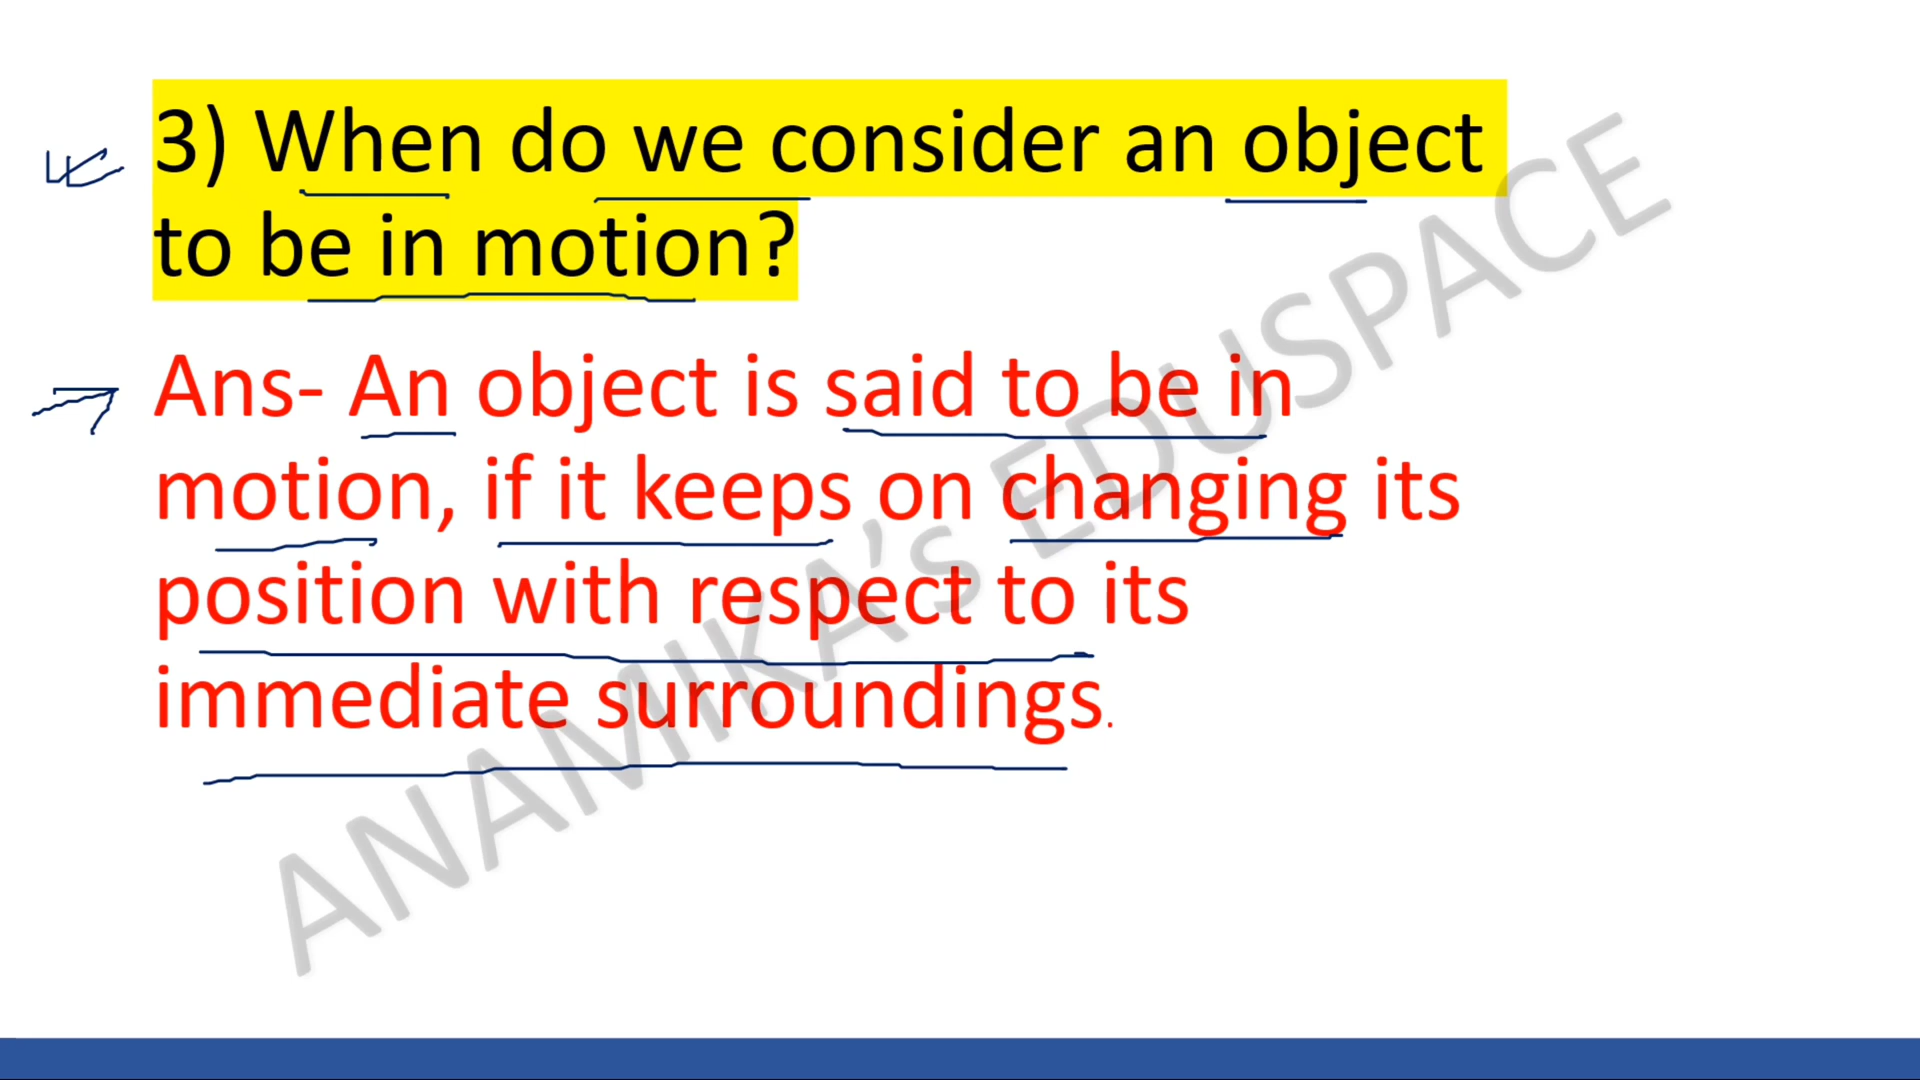 3) When do we consider an object
to be in motion?
Ans- An object is said to be in
motion, if it keeps on changing its
position with respect to its
immediate surroundings.
ANAMIKA's EDUSPACE